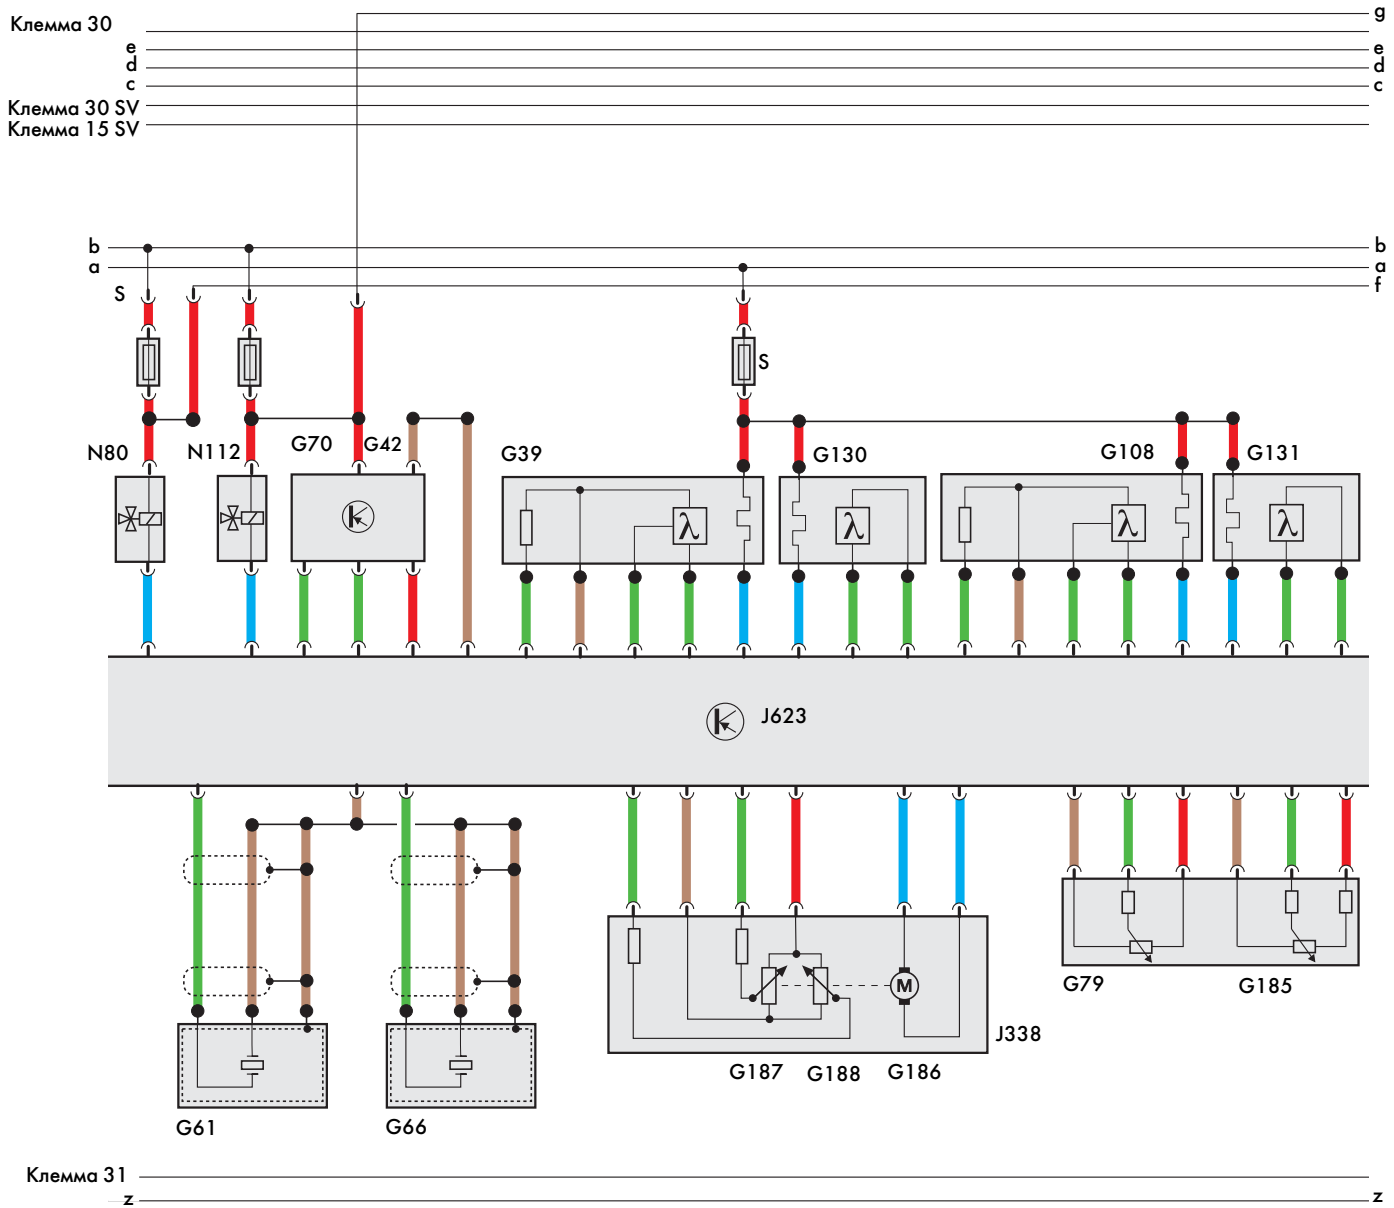 g
Клемма 30
e e
d d
c c
Клемма 30 SV
Клемма 15 SV
b b
a a
S f
S
N80 N112 G70 G42 G39 G130 G108 G131
λ λ λ λ
J623
M
G79 G185
J338
G187 G188 G186
G61 G66
Клемма 31
z z